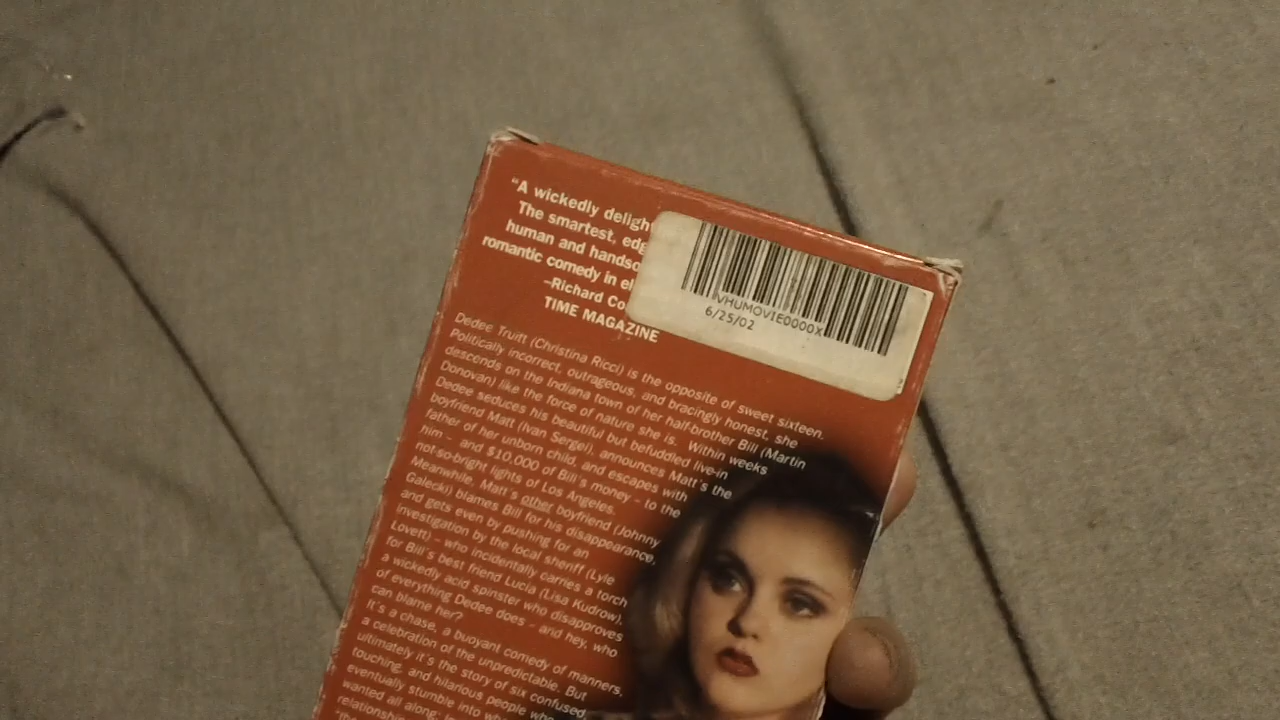 "A wickedly deligh
The smartest, edg
human and handso
romantic comedy in el
–Richard Co
TIME MAGAZINE
VHUMOVIE0000X
6/25/02
Dedee Truitt (Christina Ricci) is the opposite of sweet sixteen.
Politically incorrect, outrageous, and bracingly honest, she
descends on the Indiana town of her half-brother Bill (Martin
Donovan) like the force of nature she is. Within weeks
Dedee seduces his beautiful but befuddled live-in
boyfriend Matt (Ivan Sergei), announces Matt's the
father of her unborn child, and escapes with
him – and $10,000 of Bill's money – to the
not-so-bright lights of Los Angeles.
Meanwhile, Matt's other boyfriend (Johnny
Galecki) blames Bill for his disappearance,
and gets even by pushing for an
investigation by the local sheriff (Lyle
Lovett) – who incidentally carries a torch
for Bill's best friend Lucia (Lisa Kudrow),
a wickedly acid spinster who disapproves
of everything Dedee does – and hey, who
can blame her?
It's a chase, a buoyant comedy of manners,
a celebration of the unpredictable. But
ultimately it's the story of six confused,
touching, and hilarious people who
eventually stumble into wh
wanted all along:
relationship